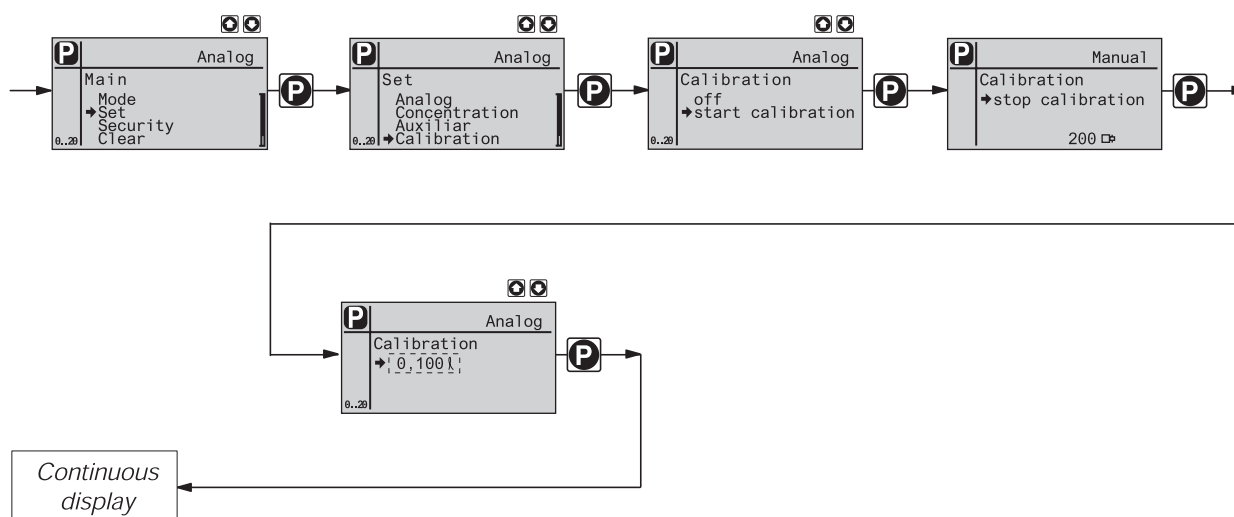 P
Analog
Main
Mode
Set
Security
Clear
0..20
P
P
Analog
Set
Analog
Concentration
Auxiliar
Calibration
0..20
P
P
Analog
Calibration
off
start calibration
0..20
P
P
Manual
Calibration
stop calibration
200
P
P
Analog
Calibration
0,100 l
0..20
P
Continuous
display